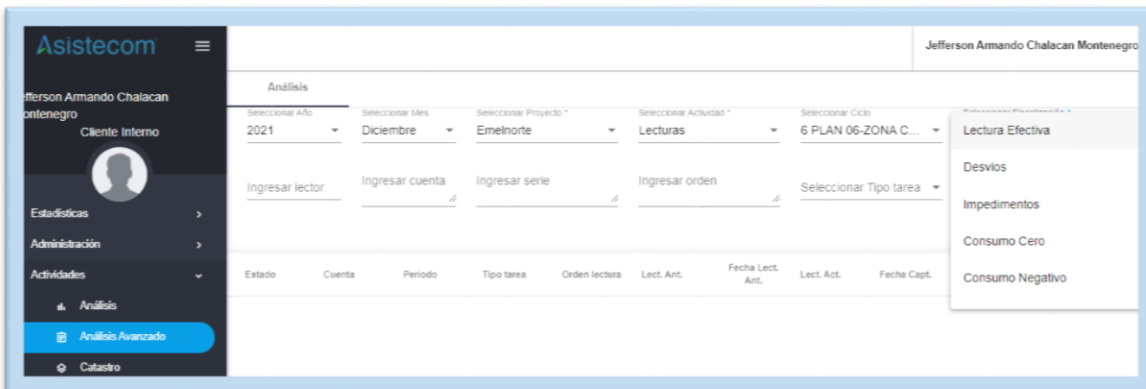 Asistecom
Jefferson Armando Chalacan Montenegro
fferson Armando Chalacan
ontenegro
Cliente Interno
Estadísticas
Administración
Actividades
Análisis
Análisis Avanzado
Catastro
Análisis
Seleccionar Año
Seleccionar Mes
Seleccionar Proyecto *
Seleccionar Actividad *
Seleccionar Ciclo
2021
Diciembre
Emelnorte
Lecturas
6 PLAN 06-ZONA C...
Lectura Efectiva
Desvios
Impedimentos
Consumo Cero
Consumo Negativo
Ingresar lector
Ingresar cuenta
Ingresar serie
Ingresar orden
Seleccionar Tipo tarea
Estado
Cuenta
Periodo
Tipo tarea
Orden lectura
Lect. Ant.
Fecha Lect.
Ant.
Lect. Act.
Fecha Capt.